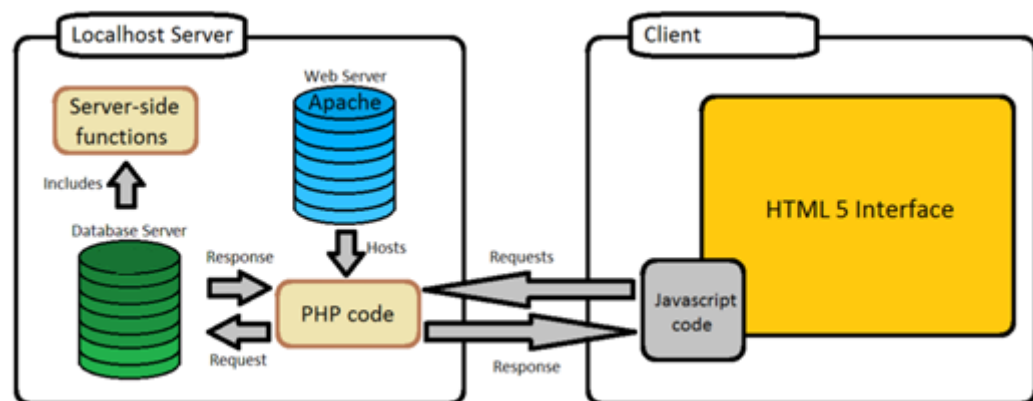 Localhost Server
Client
Web Server
Apache
Server-side
functions
Includes
Database Server
Response
Request
Hosts
PHP code
Requests
Response
HTML 5 Interface
Javascript
code